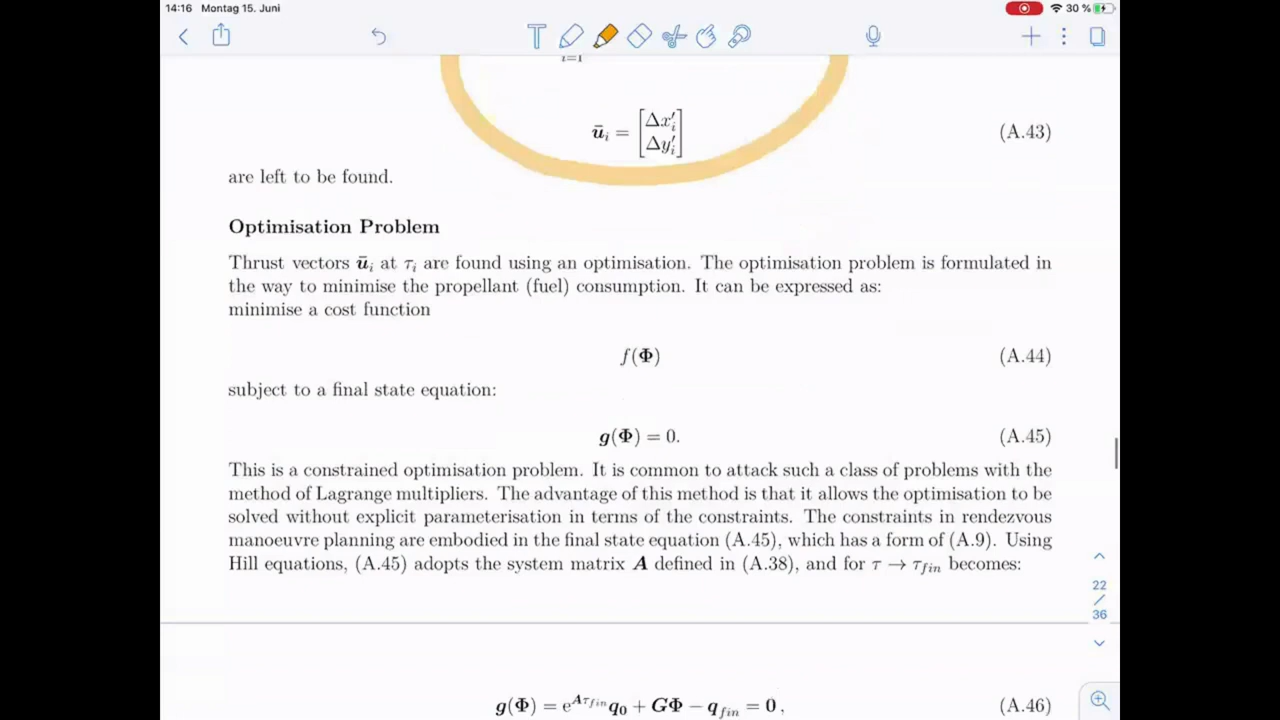 14:16 Montag 15. Juni 30 %
i=1
ū_i = [Δx′_i Δy′_i] (A.43)
are left to be found.
Optimisation Problem
Thrust vectors ū_i at τ_i are found using an optimisation. The optimisation problem is formulated in
the way to minimise the propellant (fuel) consumption. It can be expressed as:
minimise a cost function
f(Φ) (A.44)
subject to a final state equation:
g(Φ) = 0. (A.45)
This is a constrained optimisation problem. It is common to attack such a class of problems with the
method of Lagrange multipliers. The advantage of this method is that it allows the optimisation to be
solved without explicit parameterisation in terms of the constraints. The constraints in rendezvous
manoeuvre planning are embodied in the final state equation (A.45), which has a form of (A.9). Using
Hill equations, (A.45) adopts the system matrix A defined in (A.38), and for τ → τ_fin becomes:
22
/
36
g(Φ) = e^{Aτ_fin} q_0 + GΦ − q_fin = 0 , (A.46)